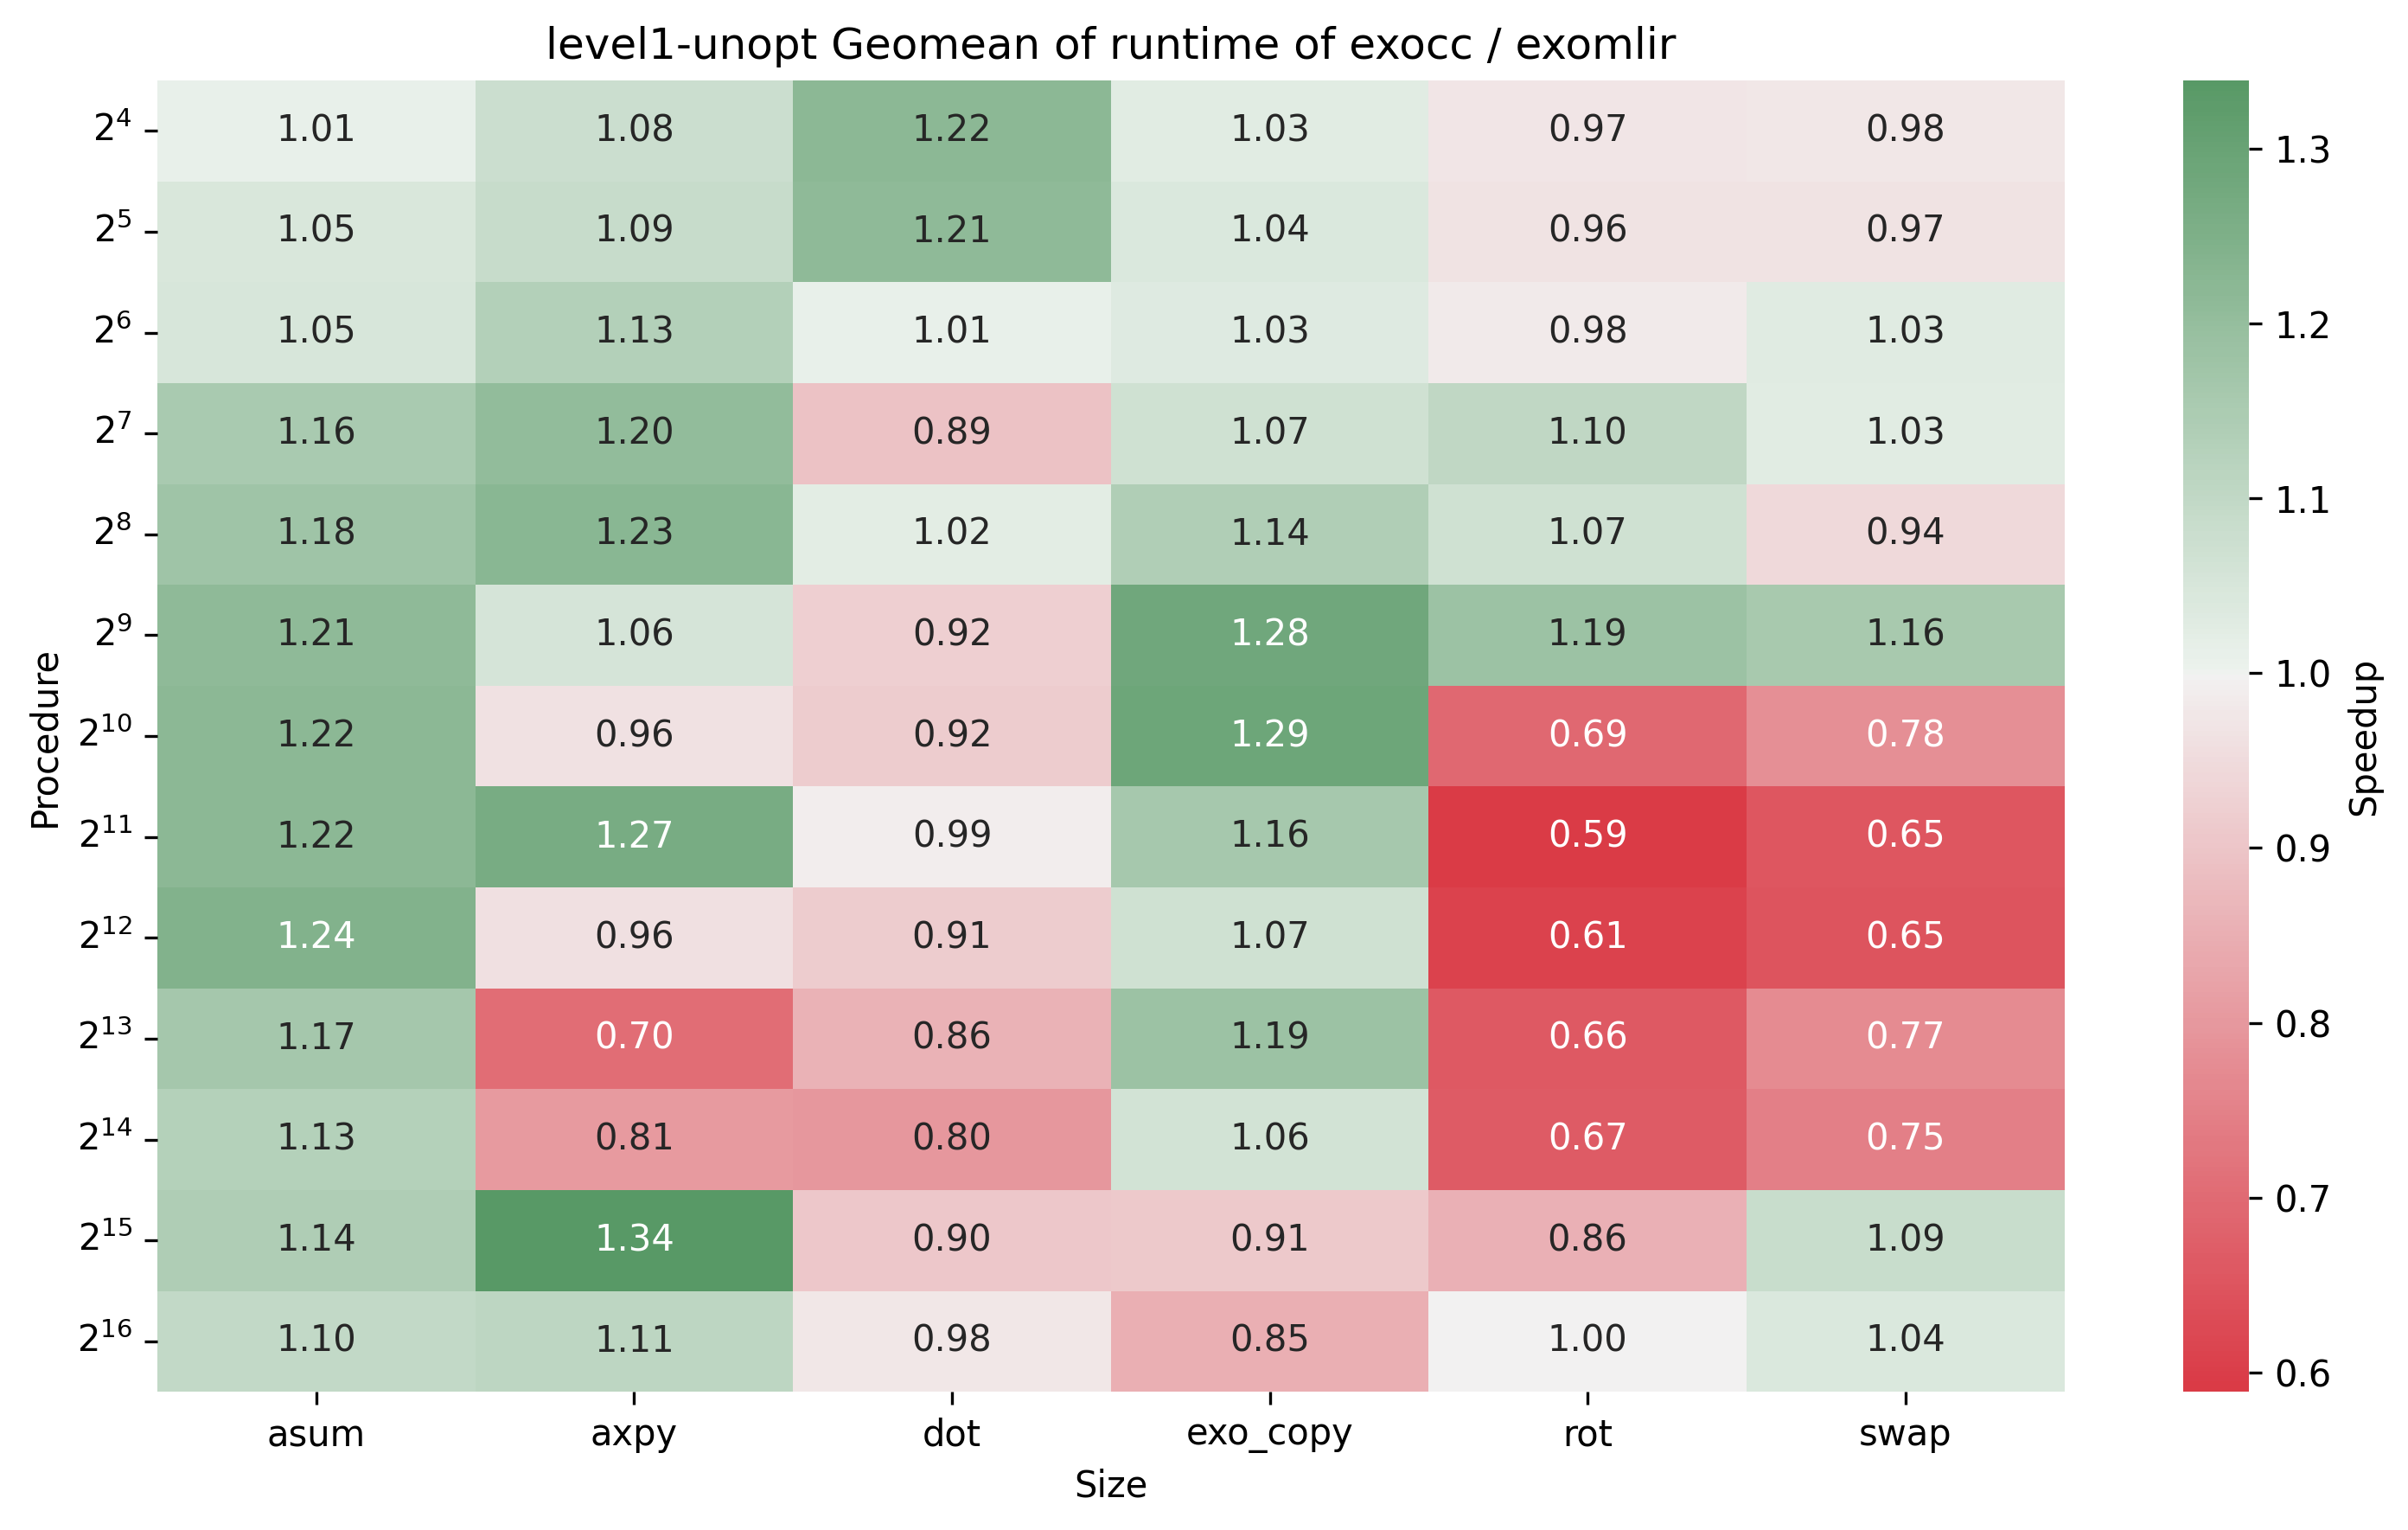 level1-unopt Geomean of runtime of exocc / exomlir
2^4 1.01 1.08 1.22 1.03 0.97 0.98
2^5 1.05 1.09 1.21 1.04 0.96 0.97
2^6 1.05 1.13 1.01 1.03 0.98 1.03
2^7 1.16 1.20 0.89 1.07 1.10 1.03
2^8 1.18 1.23 1.02 1.14 1.07 0.94
2^9 1.21 1.06 0.92 1.28 1.19 1.16
2^10 1.22 0.96 0.92 1.29 0.69 0.78
2^11 1.22 1.27 0.99 1.16 0.59 0.65
2^12 1.24 0.96 0.91 1.07 0.61 0.65
2^13 1.17 0.70 0.86 1.19 0.66 0.77
2^14 1.13 0.81 0.80 1.06 0.67 0.75
2^15 1.14 1.34 0.90 0.91 0.86 1.09
2^16 1.10 1.11 0.98 0.85 1.00 1.04
asum axpy dot exo_copy rot swap
Size
Procedure
1.3
1.2
1.1
1.0
0.9
0.8
0.7
0.6
Speedup